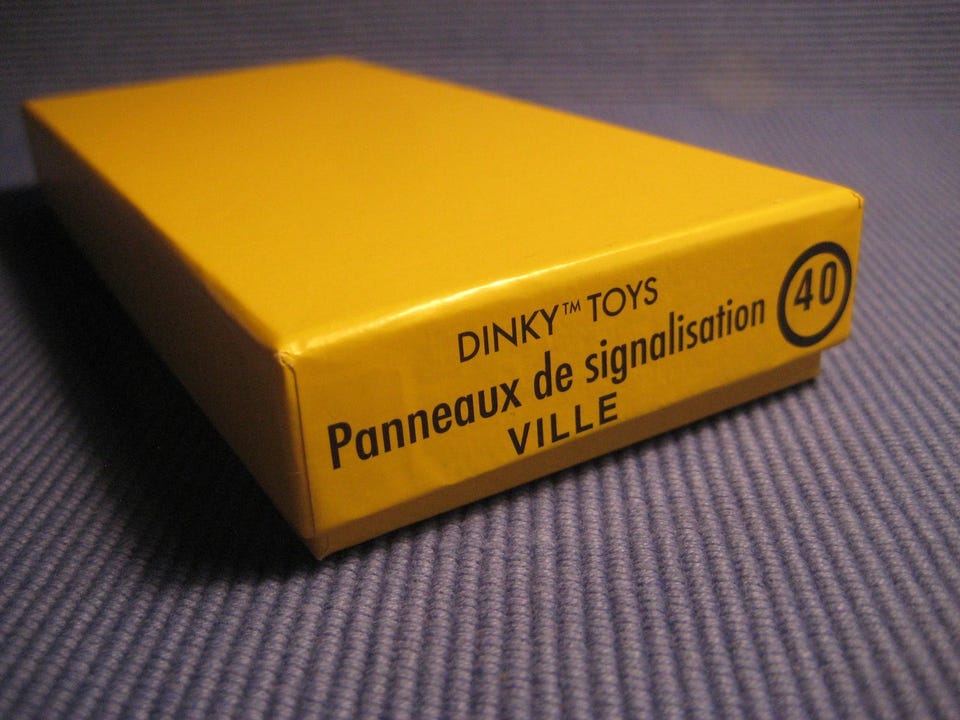 DINKY™ TOYS
Panneaux de signalisation 40
VILLE